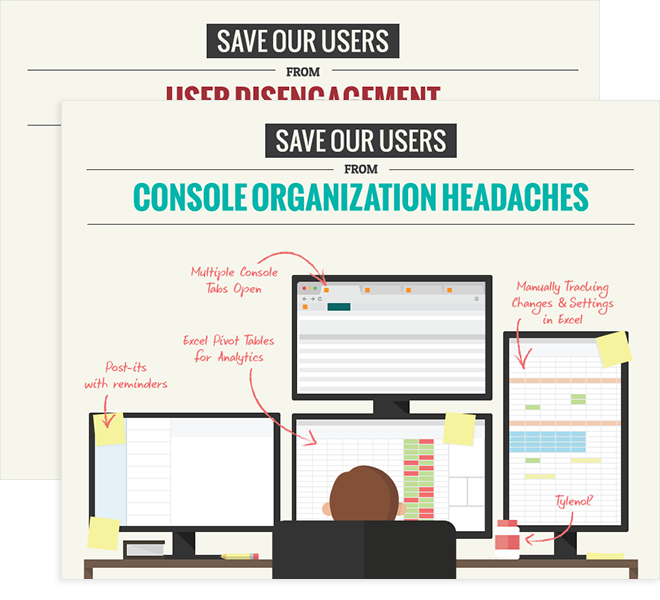 SAVE OUR USERS
FROM
USER DISENGAGEMENT
SAVE OUR USERS
FROM
CONSOLE ORGANIZATION HEADACHES
Multiple Console
Tabs Open
Manually Tracking
Changes & Settings
in Excel
Excel Pivot Tables
for Analytics
Post-its
with reminders
Tylenol?